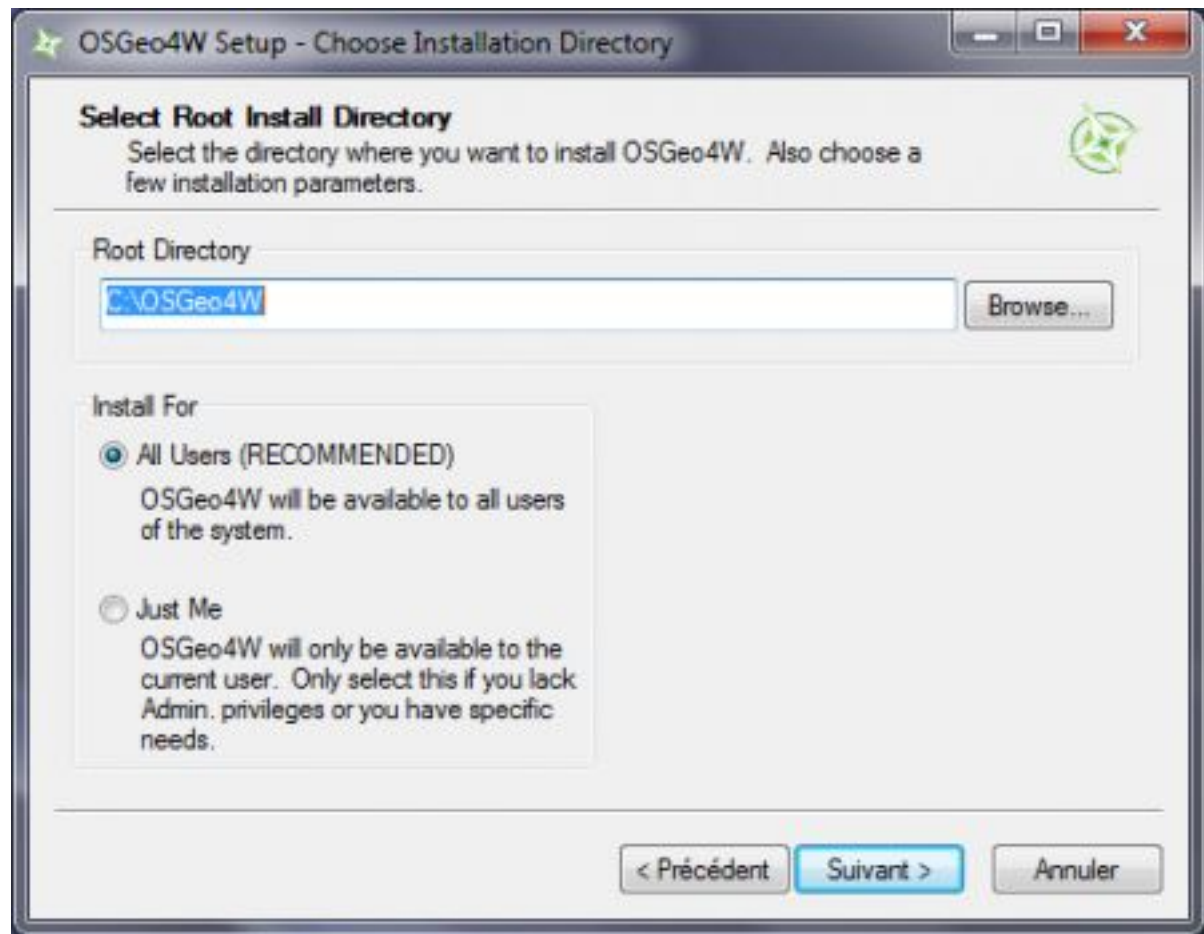 OSGeo4W Setup - Choose Installation Directory
Select Root Install Directory
Select the directory where you want to install OSGeo4W. Also choose a
few installation parameters.
Root Directory
C:\OSGeo4W
Browse...
Install For
All Users (RECOMMENDED)
OSGeo4W will be available to all users
of the system.
Just Me
OSGeo4W will only be available to the
current user. Only select this if you lack
Admin. privileges or you have specific
needs.
< Précédent
Suivant >
Annuler